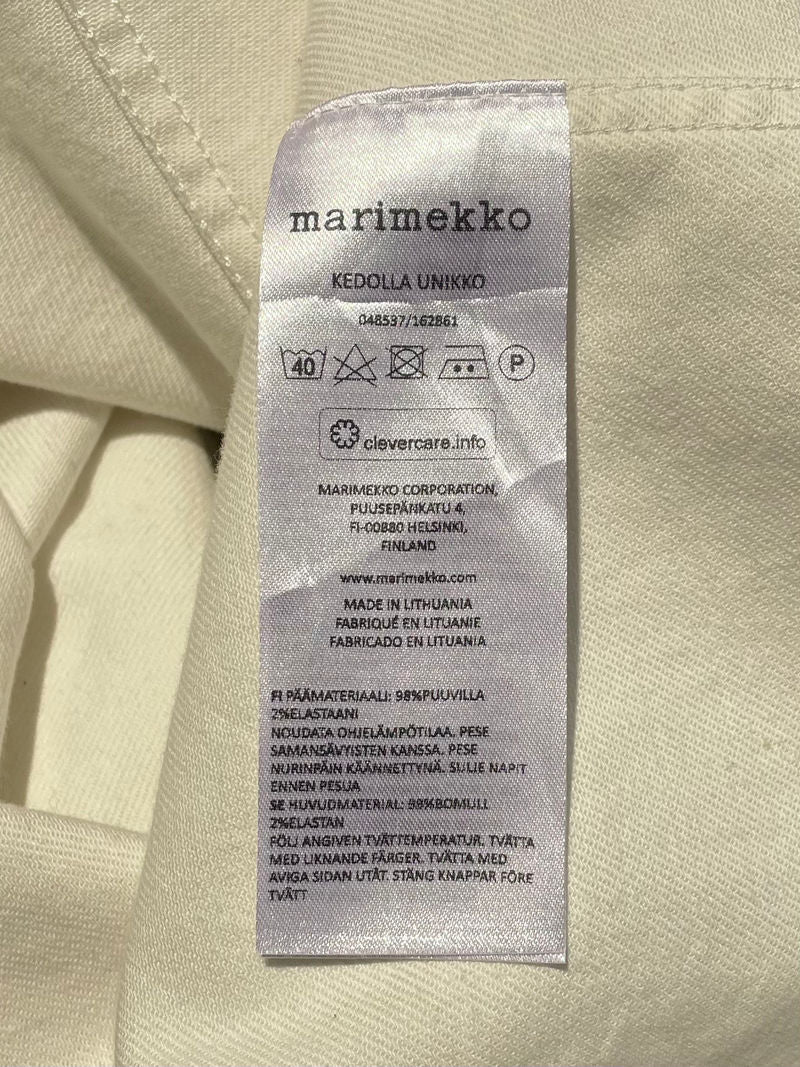 marimekko
KEDOLLA UNIKKO
048537/162861
40 P
clevercare.info
MARIMEKKO CORPORATION,
PUUSEPÄNKATU 4,
FI-00880 HELSINKI,
FINLAND
www.marimekko.com
MADE IN LITHUANIA
FABRIQUÉ EN LITUANIE
FABRICADO EN LITUANIA
FI PÄÄMATERIAALI: 98%PUUVILLA
2%ELASTAANI
NOUDATA OHJELÄMPÖTILAA. PESE
SAMANSÄVYISTEN KANSSA. PESE
NURINPÄIN KÄÄNNETTYNÄ. SULJE NAPIT
ENNEN PESUA
SE HUVUDMATERIAL: 98%BOMULL
2%ELASTAN
FÖLJ ANGIVEN TVÄTTEMPERATUR. TVÄTTA
MED LIKNANDE FÄRGER. TVÄTTA MED
AVIGA SIDAN UTÅT. STÄNG KNAPPAR FÖRE
TVÄTT